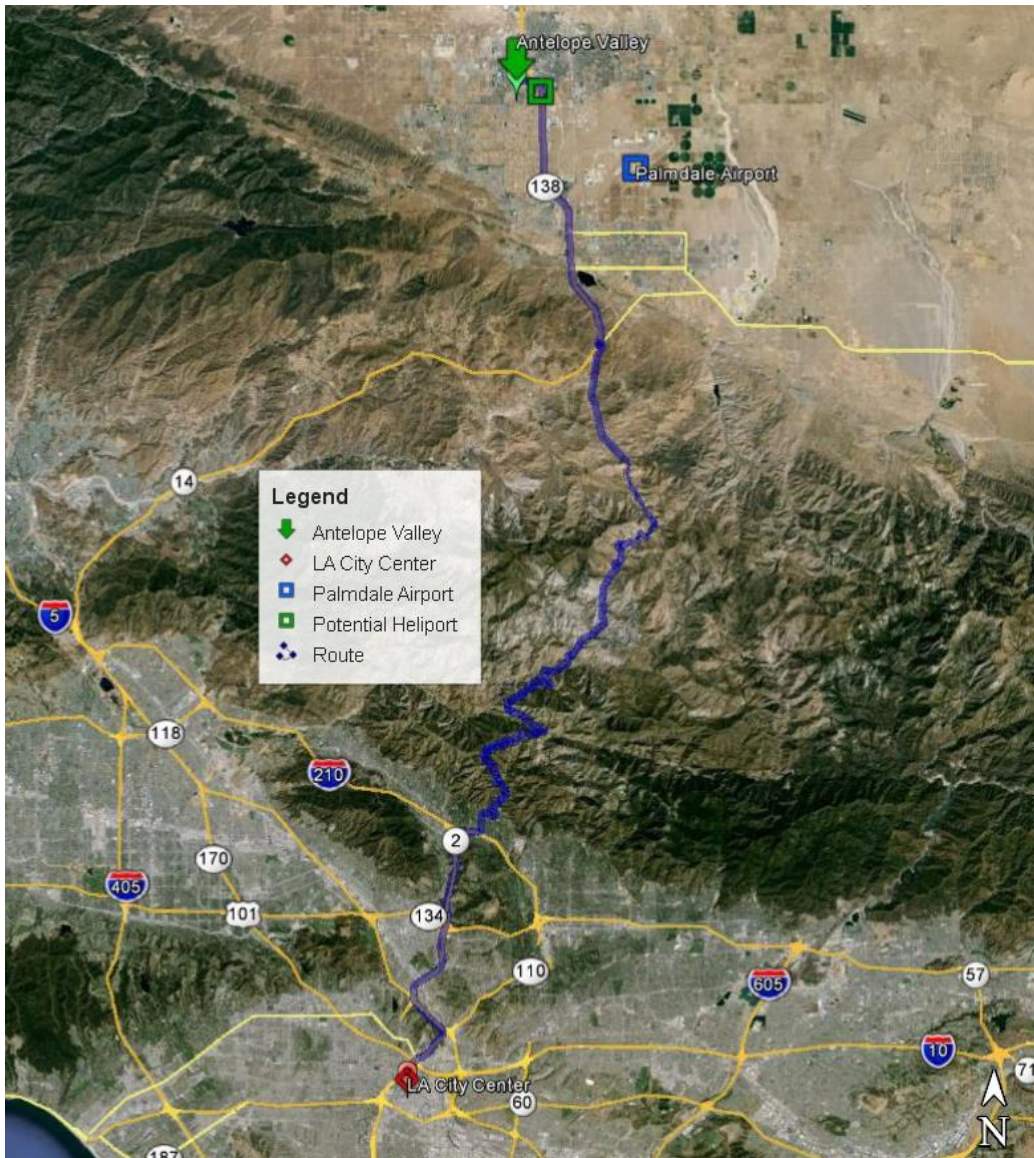 Antelope Valley
Palmdale Airport
138
14
Legend
Antelope Valley
LA City Center
Palmdale Airport
Potential Heliport
Route
5
118
210
2
170
405
101
134
110
605
57
10
LA City Center
60
71
187
N